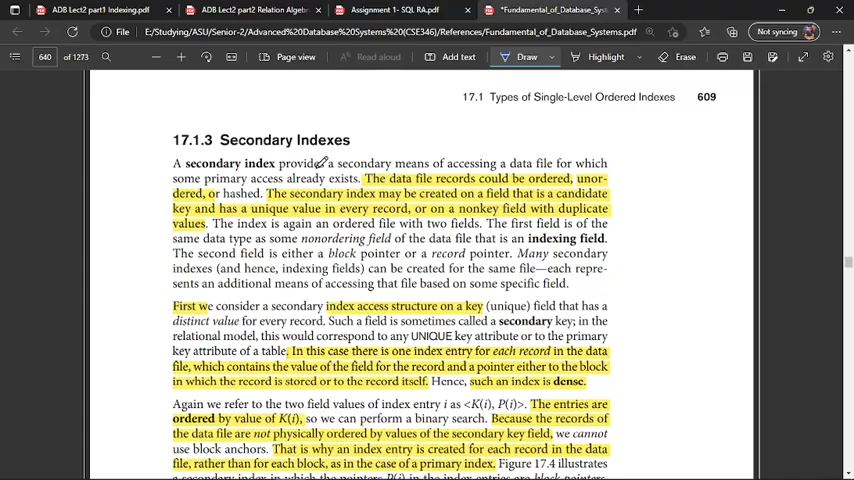 ADB Lect2 part1 Indexing.pdf
ADB Lect2 part2 Relation Algebr
Assignment 1- SQL RA.pdf
*Fundamental_of_Database_Sys
File
E:/Studying/ASU/Senior-2/Advanced%20Database%20Systems%20(CSE346)/References/Fundamental_of_Database_Systems.pdf
Not syncing
640 of 1273
Page view
Read aloud
Add text
Draw
Highlight
Erase
17.1 Types of Single-Level Ordered Indexes 609
17.1.3 Secondary Indexes
A secondary index provides a secondary means of accessing a data file for which
some primary access already exists. The data file records could be ordered, unor-
dered, or hashed. The secondary index may be created on a field that is a candidate
key and has a unique value in every record, or on a nonkey field with duplicate
values. The index is again an ordered file with two fields. The first field is of the
same data type as some nonordering field of the data file that is an indexing field.
The second field is either a block pointer or a record pointer. Many secondary
indexes (and hence, indexing fields) can be created for the same file—each repre-
sents an additional means of accessing that file based on some specific field.
First we consider a secondary index access structure on a key (unique) field that has a
distinct value for every record. Such a field is sometimes called a secondary key; in the
relational model, this would correspond to any UNIQUE key attribute or to the primary
key attribute of a table. In this case there is one index entry for each record in the data
file, which contains the value of the field for the record and a pointer either to the block
in which the record is stored or to the record itself. Hence, such an index is dense.
Again we refer to the two field values of index entry i as <K(i), P(i)>. The entries are
ordered by value of K(i), so we can perform a binary search. Because the records of
the data file are not physically ordered by values of the secondary key field, we cannot
use block anchors. That is why an index entry is created for each record in the data
file, rather than for each block, as in the case of a primary index. Figure 17.4 illustrates
a secondary index in which the pointers P(i) in the index entries are block pointers,